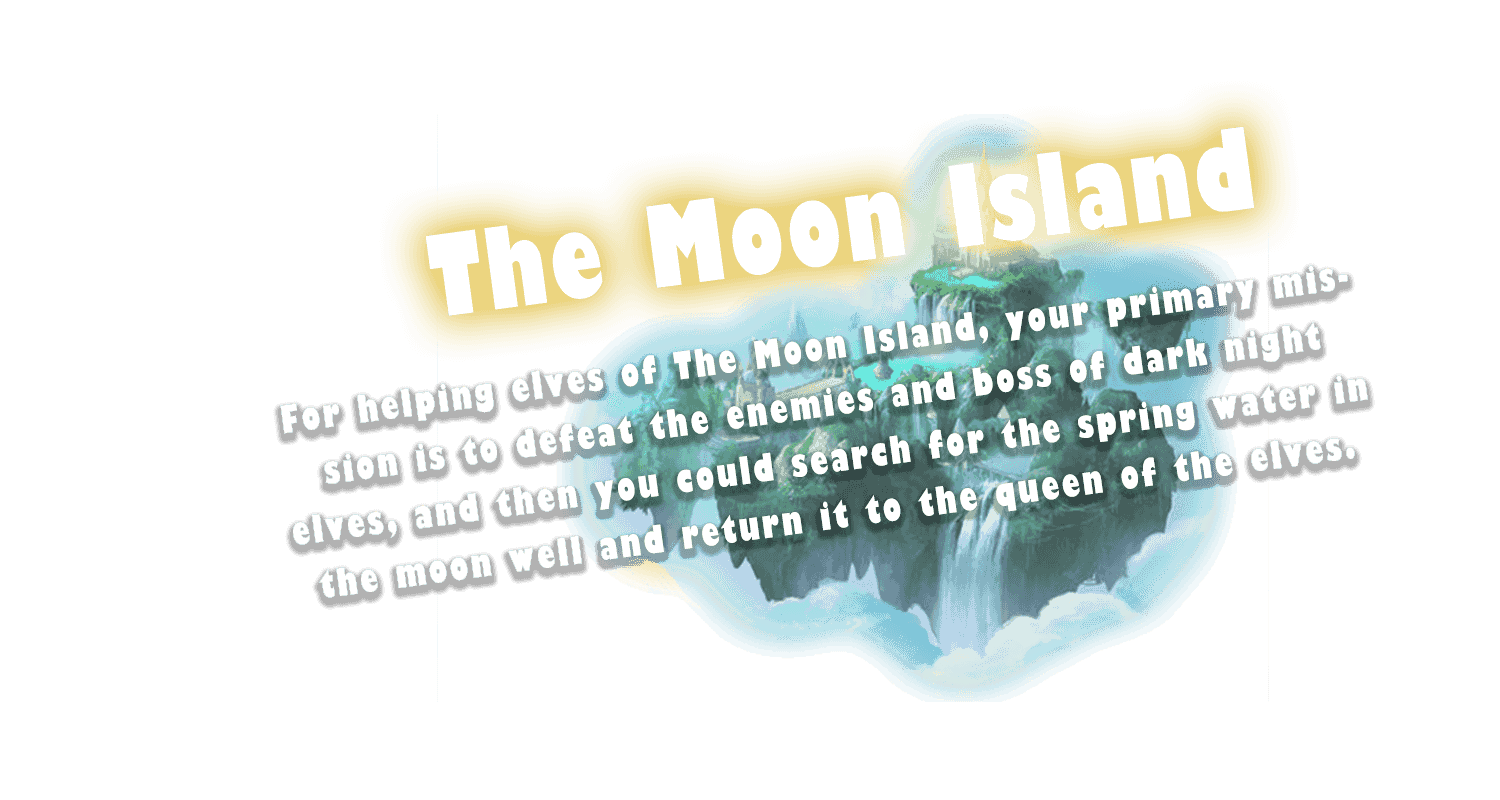 The Moon Island
For helping elves of The Moon Island, your primary mis-
sion is to defeat the enemies and boss of dark night
elves, and then you could search for the spring water in
the moon well and return it to the queen of the elves.